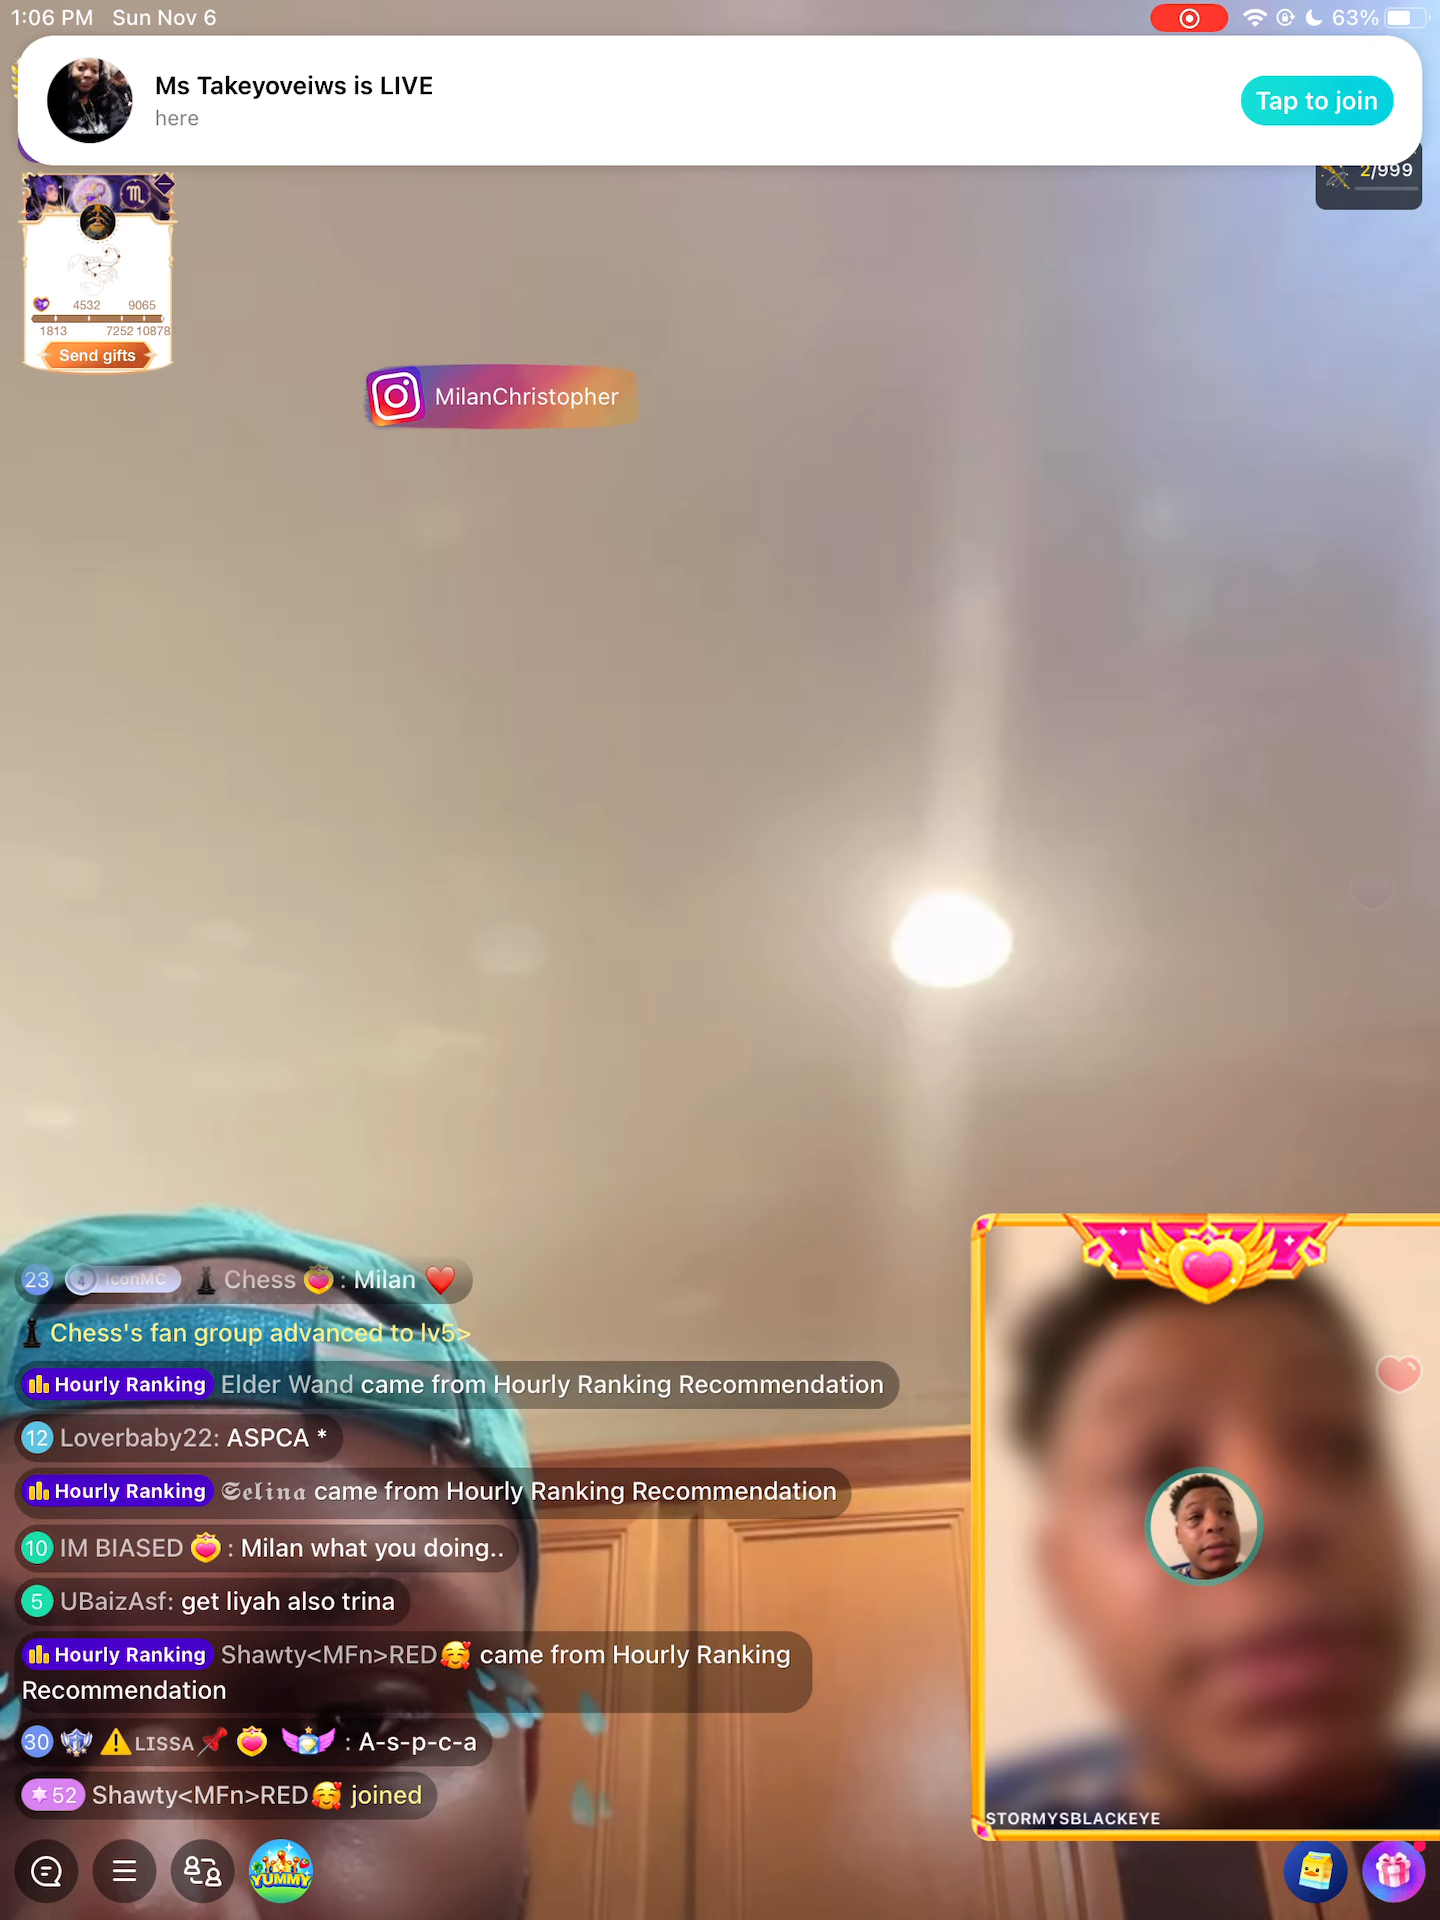 1:06 PM Sun Nov 6
63%
Ms Takeyoveiws is LIVE
here
Tap to join
2/999
4532 9065
1813 7252 10878
Send gifts
MilanChristopher
23 4 IconMC Chess : Milan
Chess's fan group advanced to lv5>
Hourly Ranking Elder Wand came from Hourly Ranking Recommendation
12 Loverbaby22: ASPCA *
Hourly Ranking 𝕾𝖊𝖑𝖎𝖓𝖆 came from Hourly Ranking Recommendation
10 IM BIASED : Milan what you doing..
5 UBaizAsf: get liyah also trina
Hourly Ranking Shawty<MFn>RED🥰 came from Hourly Ranking
Recommendation
30 ⚠️ ʟɪssᴀ📌 : A-s-p-c-a
52 Shawty<MFn>RED🥰 joined
STORMYSBLACKEYE
YUMMY